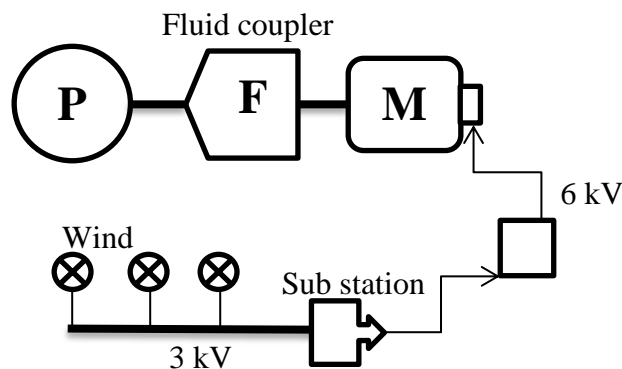 Fluid coupler
P
F
M
6 kV
Wind
Sub station
3 kV